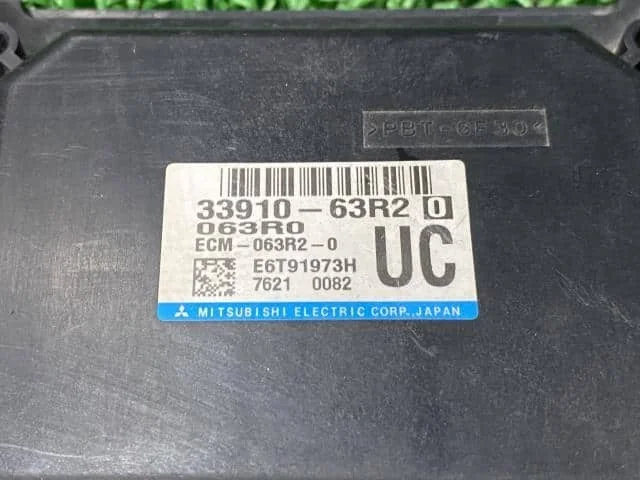 >PBT-GF30<
33910-63R2 0
063R0
ECM-063R2-0
UC
E6T91973H
7621 0082
MITSUBISHI ELECTRIC CORP.,JAPAN